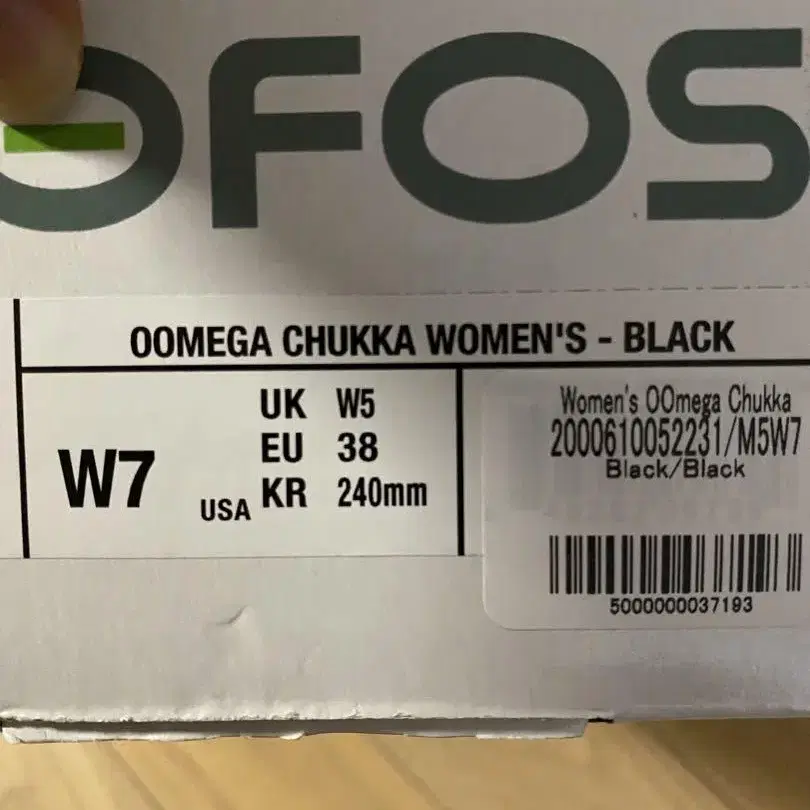 OFOS
OOMEGA CHUKKA WOMEN'S - BLACK
W7
USA
UK W5
EU 38
KR 240mm
Women's OOmega Chukka
2000610052231/M5W7
Black/Black
5000000037193